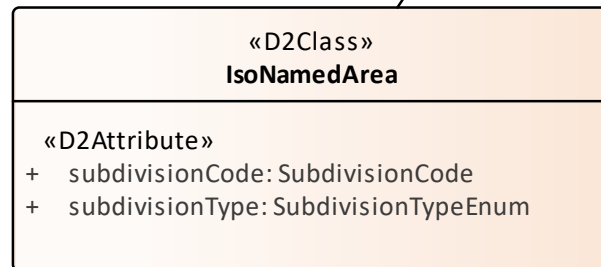 «D2Class»
IsoNamedArea
«D2Attribute»
+ subdivisionCode: SubdivisionCode
+ subdivisionType: SubdivisionTypeEnum